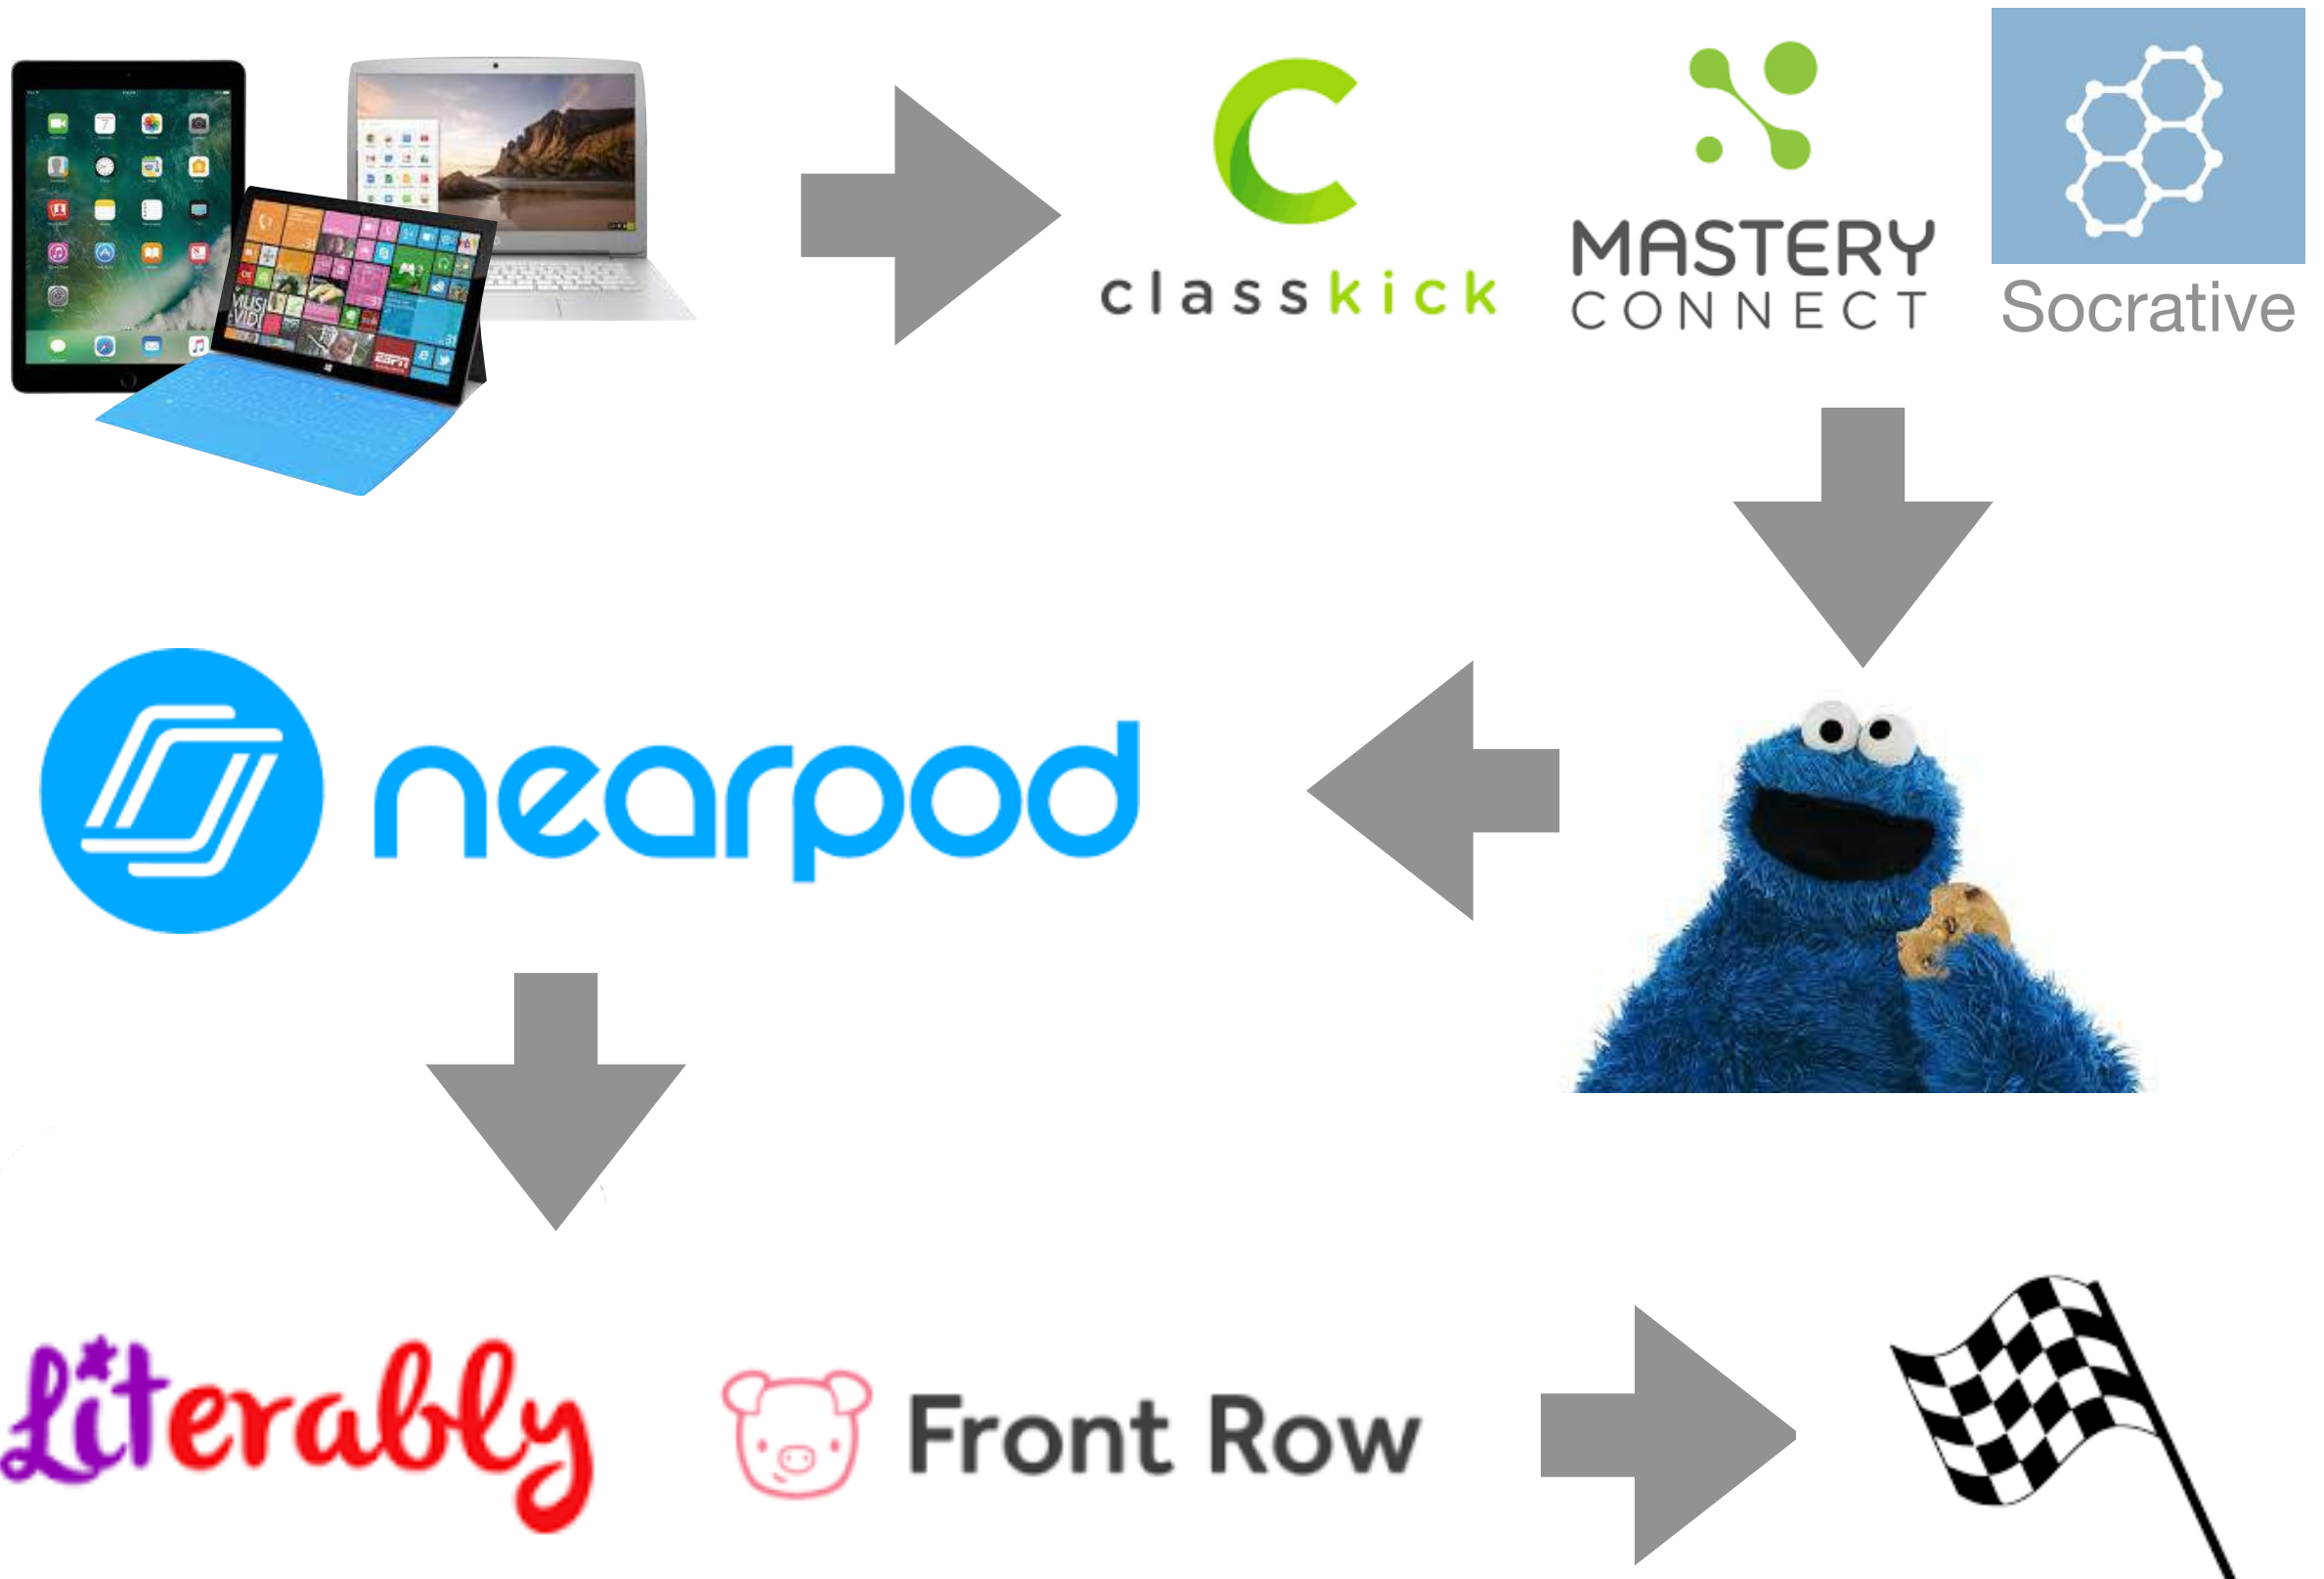 classkick
MASTERY
CONNECT
Socrative
nearpod
Literably
Front Row